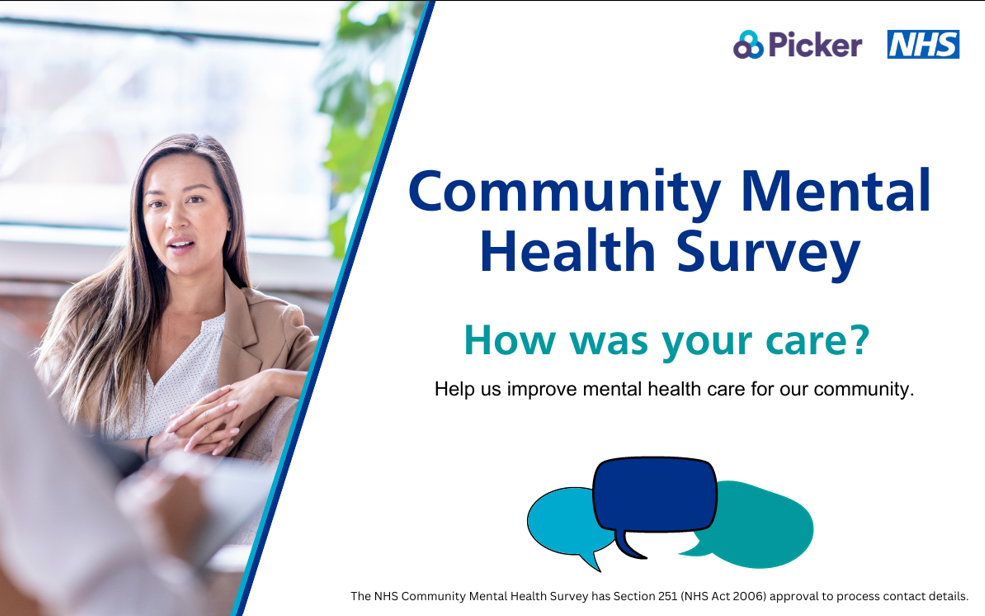 Picker NHS
Community Mental
Health Survey
How was your care?
Help us improve mental health care for our community.
The NHS Community Mental Health Survey has Section 251 (NHS Act 2006) approval to process contact details.